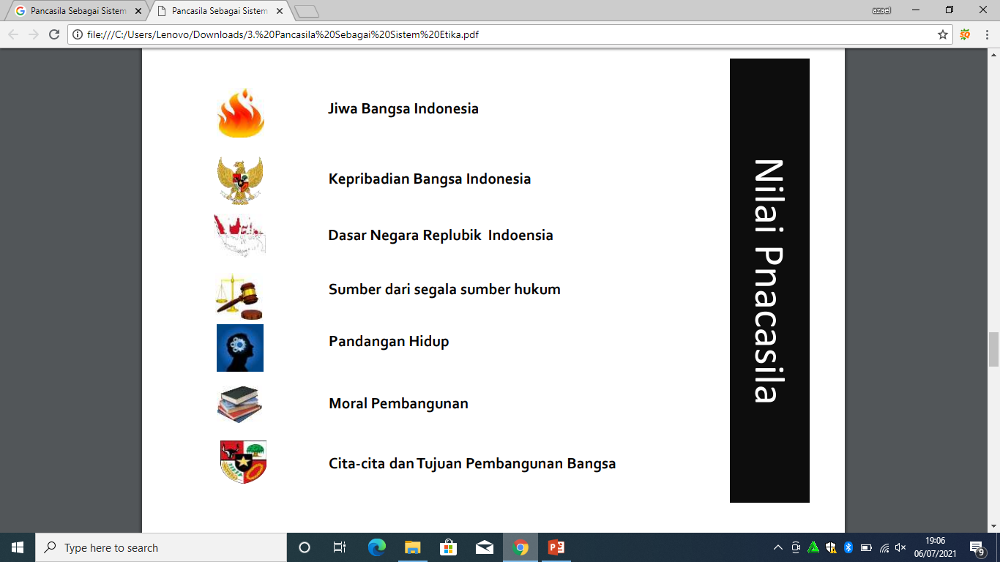 Pancasila Sebagai Sistem
Pancasila Sebagai Sistem
azael
file:///C:/Users/Lenovo/Downloads/3.%20Pancasila%20Sebagai%20Sistem%20Etika.pdf
Jiwa Bangsa Indonesia
Kepribadian Bangsa Indonesia
Dasar Negara Replubik Indoensia
Sumber dari segala sumber hukum
Pandangan Hidup
Moral Pembangunan
Cita-cita dan Tujuan Pembangunan Bangsa
Nilai Pnacasila
Type here to search
19:06
06/07/2021
9